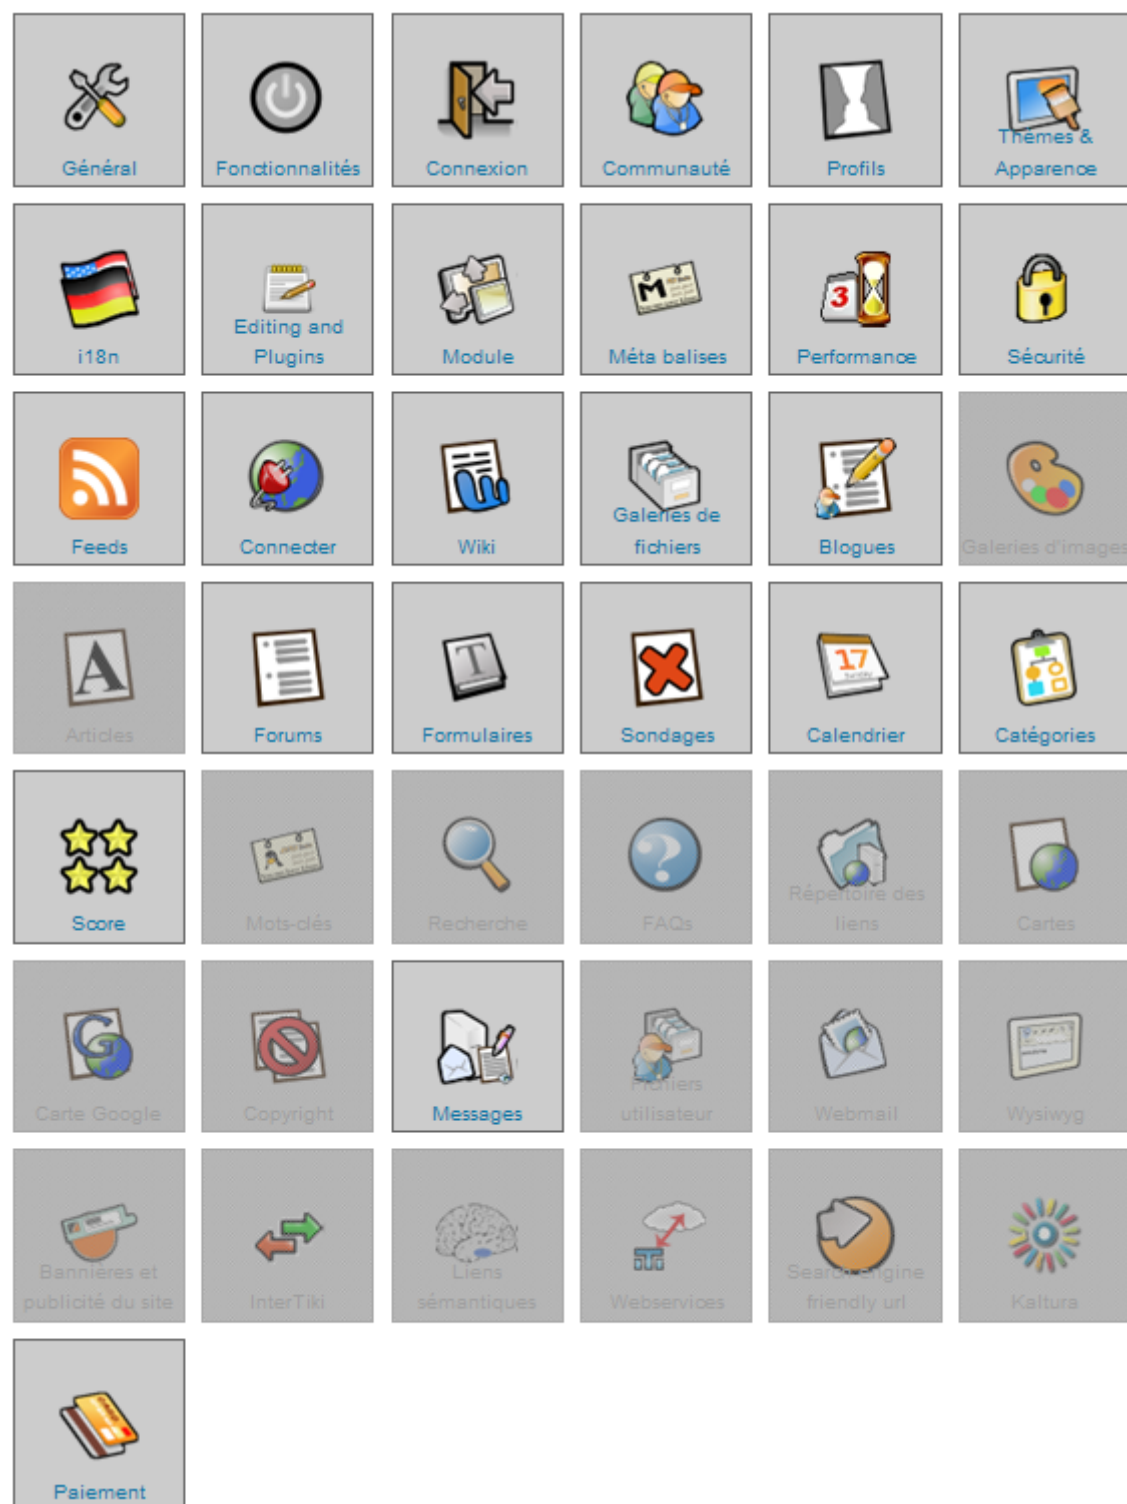 Général
Fonctionnalités
Connexion
Communauté
Profils
Thèmes &
Apparence
i18n
Editing and
Plugins
Module
Méta balises
3
Performance
Sécurité
Feeds
Connecter
Wiki
Galeries de
fichiers
Blogues
Galeries d'images
A
Articles
Forums
T
Formulaires
Sondages
17
Sunday
Calendrier
Catégories
Score
Mots-clés
Recherche
?
FAQs
Répertoire des
liens
Cartes
G
Carte Google
Copyright
Messages
Fichiers
utilisateur
Webmail
Wysiwyg
Bannières et
publicité du site
InterTiki
Liens
sémantiques
Webservices
Search engine
friendly url
Kaltura
Paiement